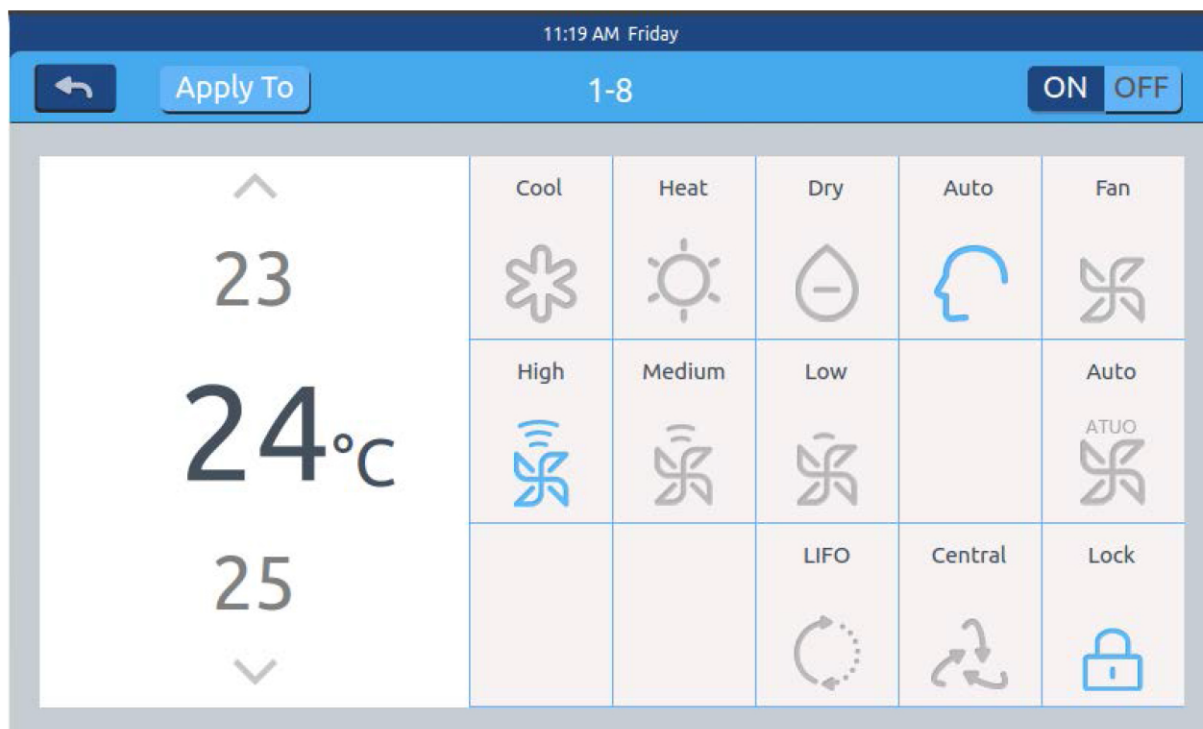 11:19 AM Friday
Apply To
1-8
ON OFF
23
24°C
25
Cool Heat Dry Auto Fan
High Medium Low Auto
ATUO
LIFO Central Lock